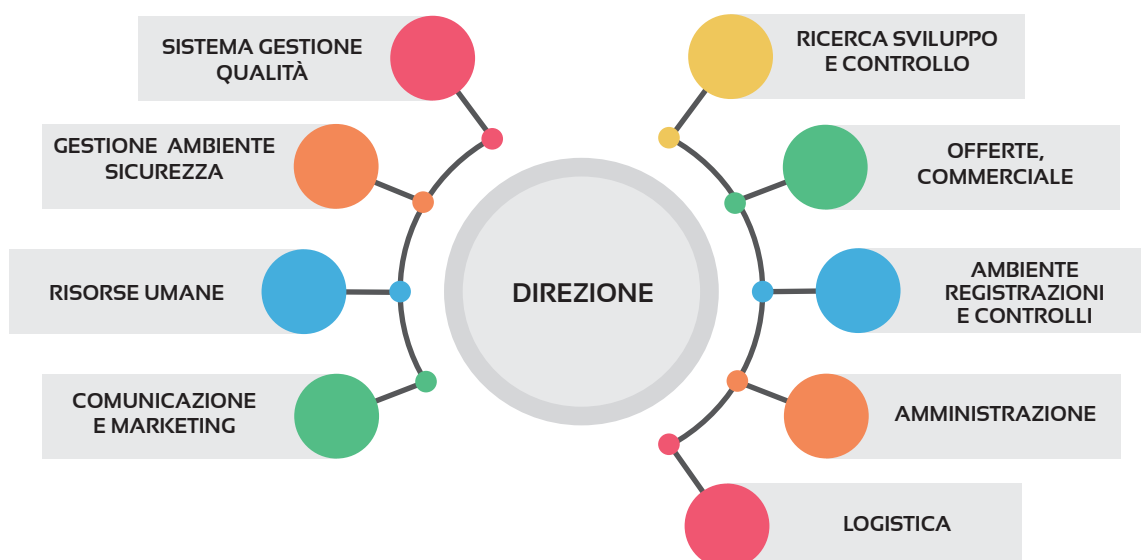 SISTEMA GESTIONE
QUALITÀ
GESTIONE AMBIENTE
SICUREZZA
RISORSE UMANE
COMUNICAZIONE
E MARKETING
DIREZIONE
RICERCA SVILUPPO
E CONTROLLO
OFFERTE,
COMMERCIALE
AMBIENTE
REGISTRAZIONI
E CONTROLLI
AMMINISTRAZIONE
LOGISTICA